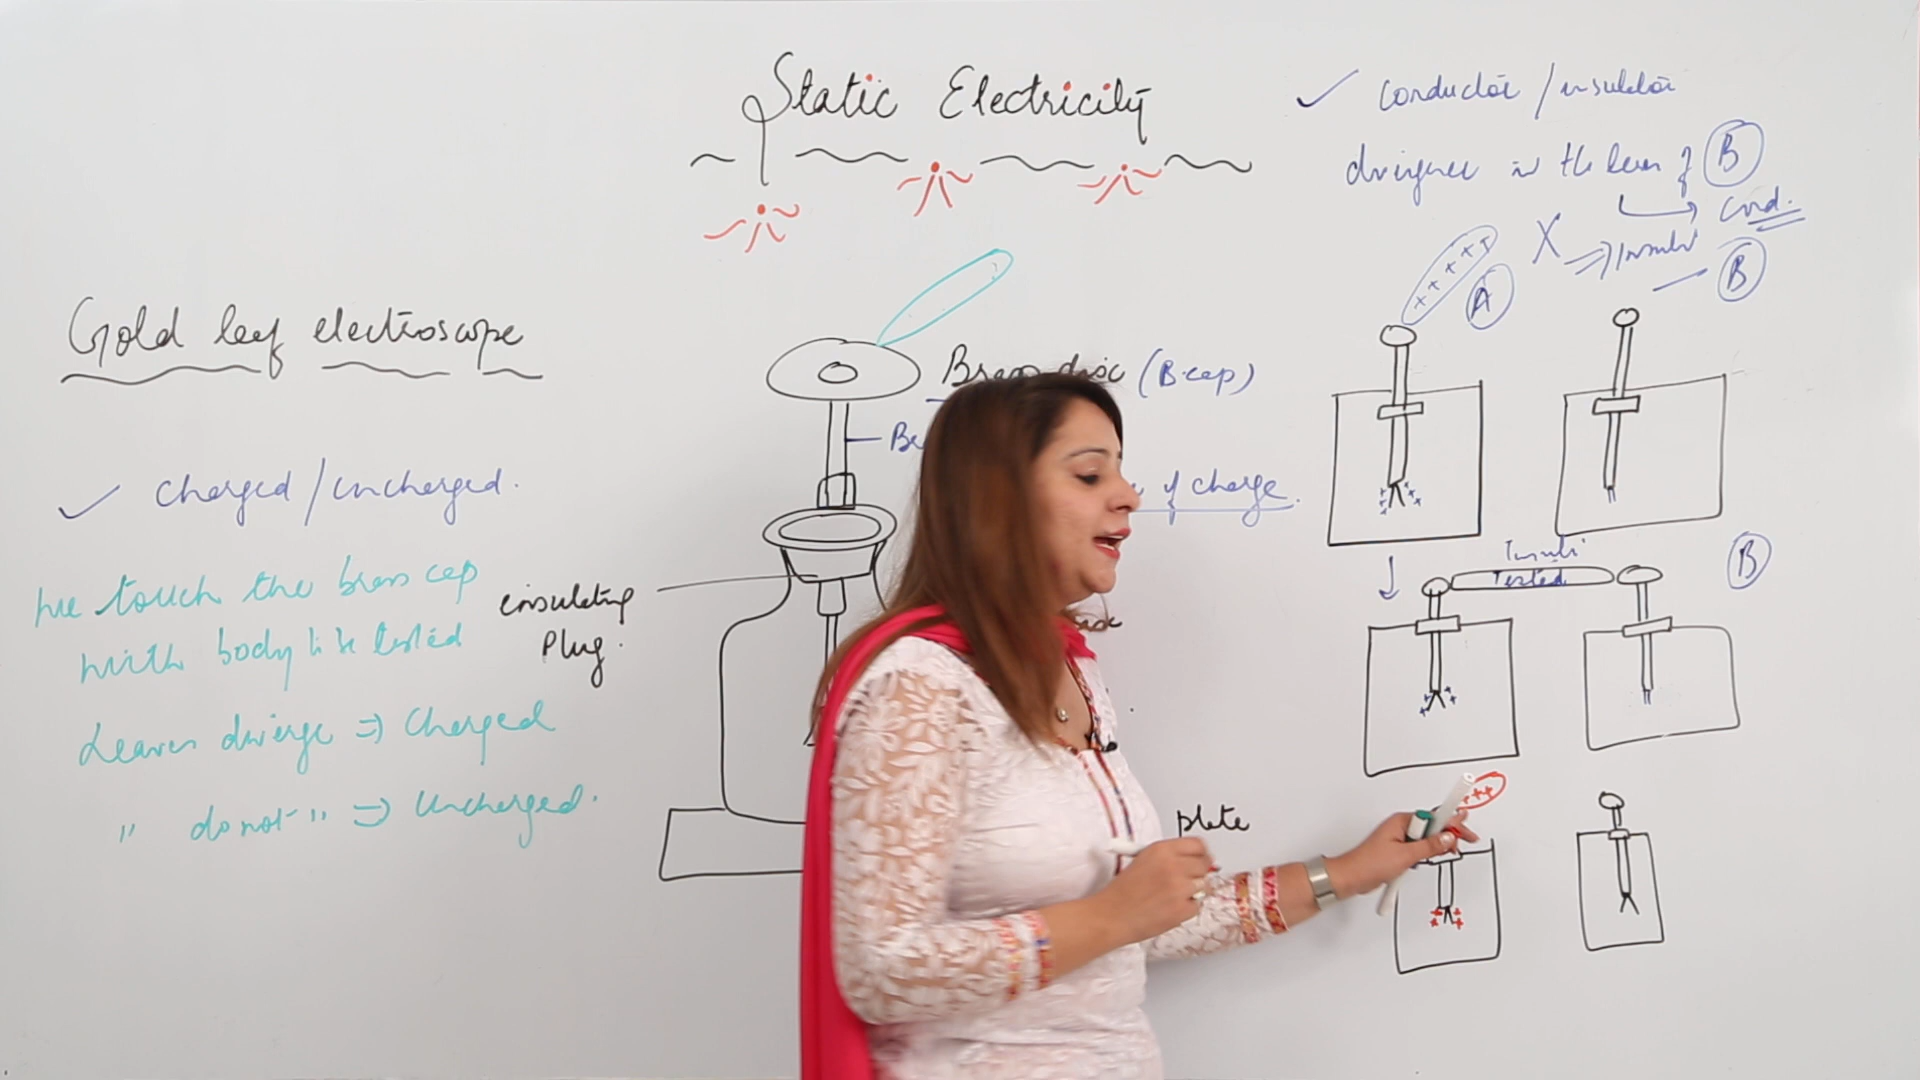 Static Electricity
Gold leaf electroscope
✓ Charged / uncharged.
We touch the brass cap
with body to be tested
Leaves diverge => Charged
" do not " => Uncharged.
Brass disc (B.cap)
of charge.
insulating
Plug.
plate
✓ Conductor / insulator
divergence in the leaves of B
Cond.
X => Insul
B
+ + + + +
A
Insul
Tested
B